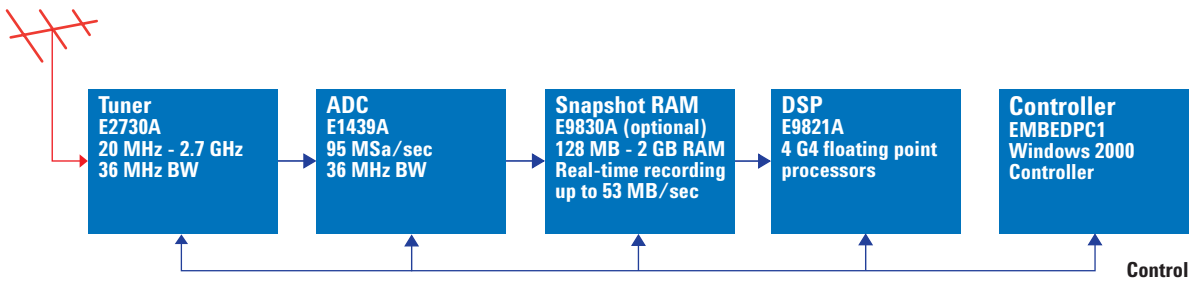 Tuner
E2730A
20 MHz - 2.7 GHz
36 MHz BW
ADC
E1439A
95 MSa/sec
36 MHz BW
Snapshot RAM
E9830A (optional)
128 MB - 2 GB RAM
Real-time recording
up to 53 MB/sec
DSP
E9821A
4 G4 floating point
processors
Controller
EMBEDPC1
Windows 2000
Controller
Control